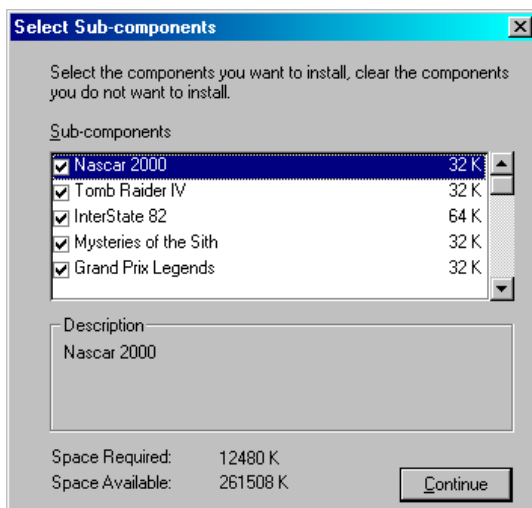 Select Sub-components
Select the components you want to install, clear the components
you do not want to install.
Sub-components
Nascar 2000 32 K
Tomb Raider IV 32 K
InterState 82 64 K
Mysteries of the Sith 32 K
Grand Prix Legends 32 K
Description
Nascar 2000
Space Required: 12480 K
Space Available: 261508 K
Continue